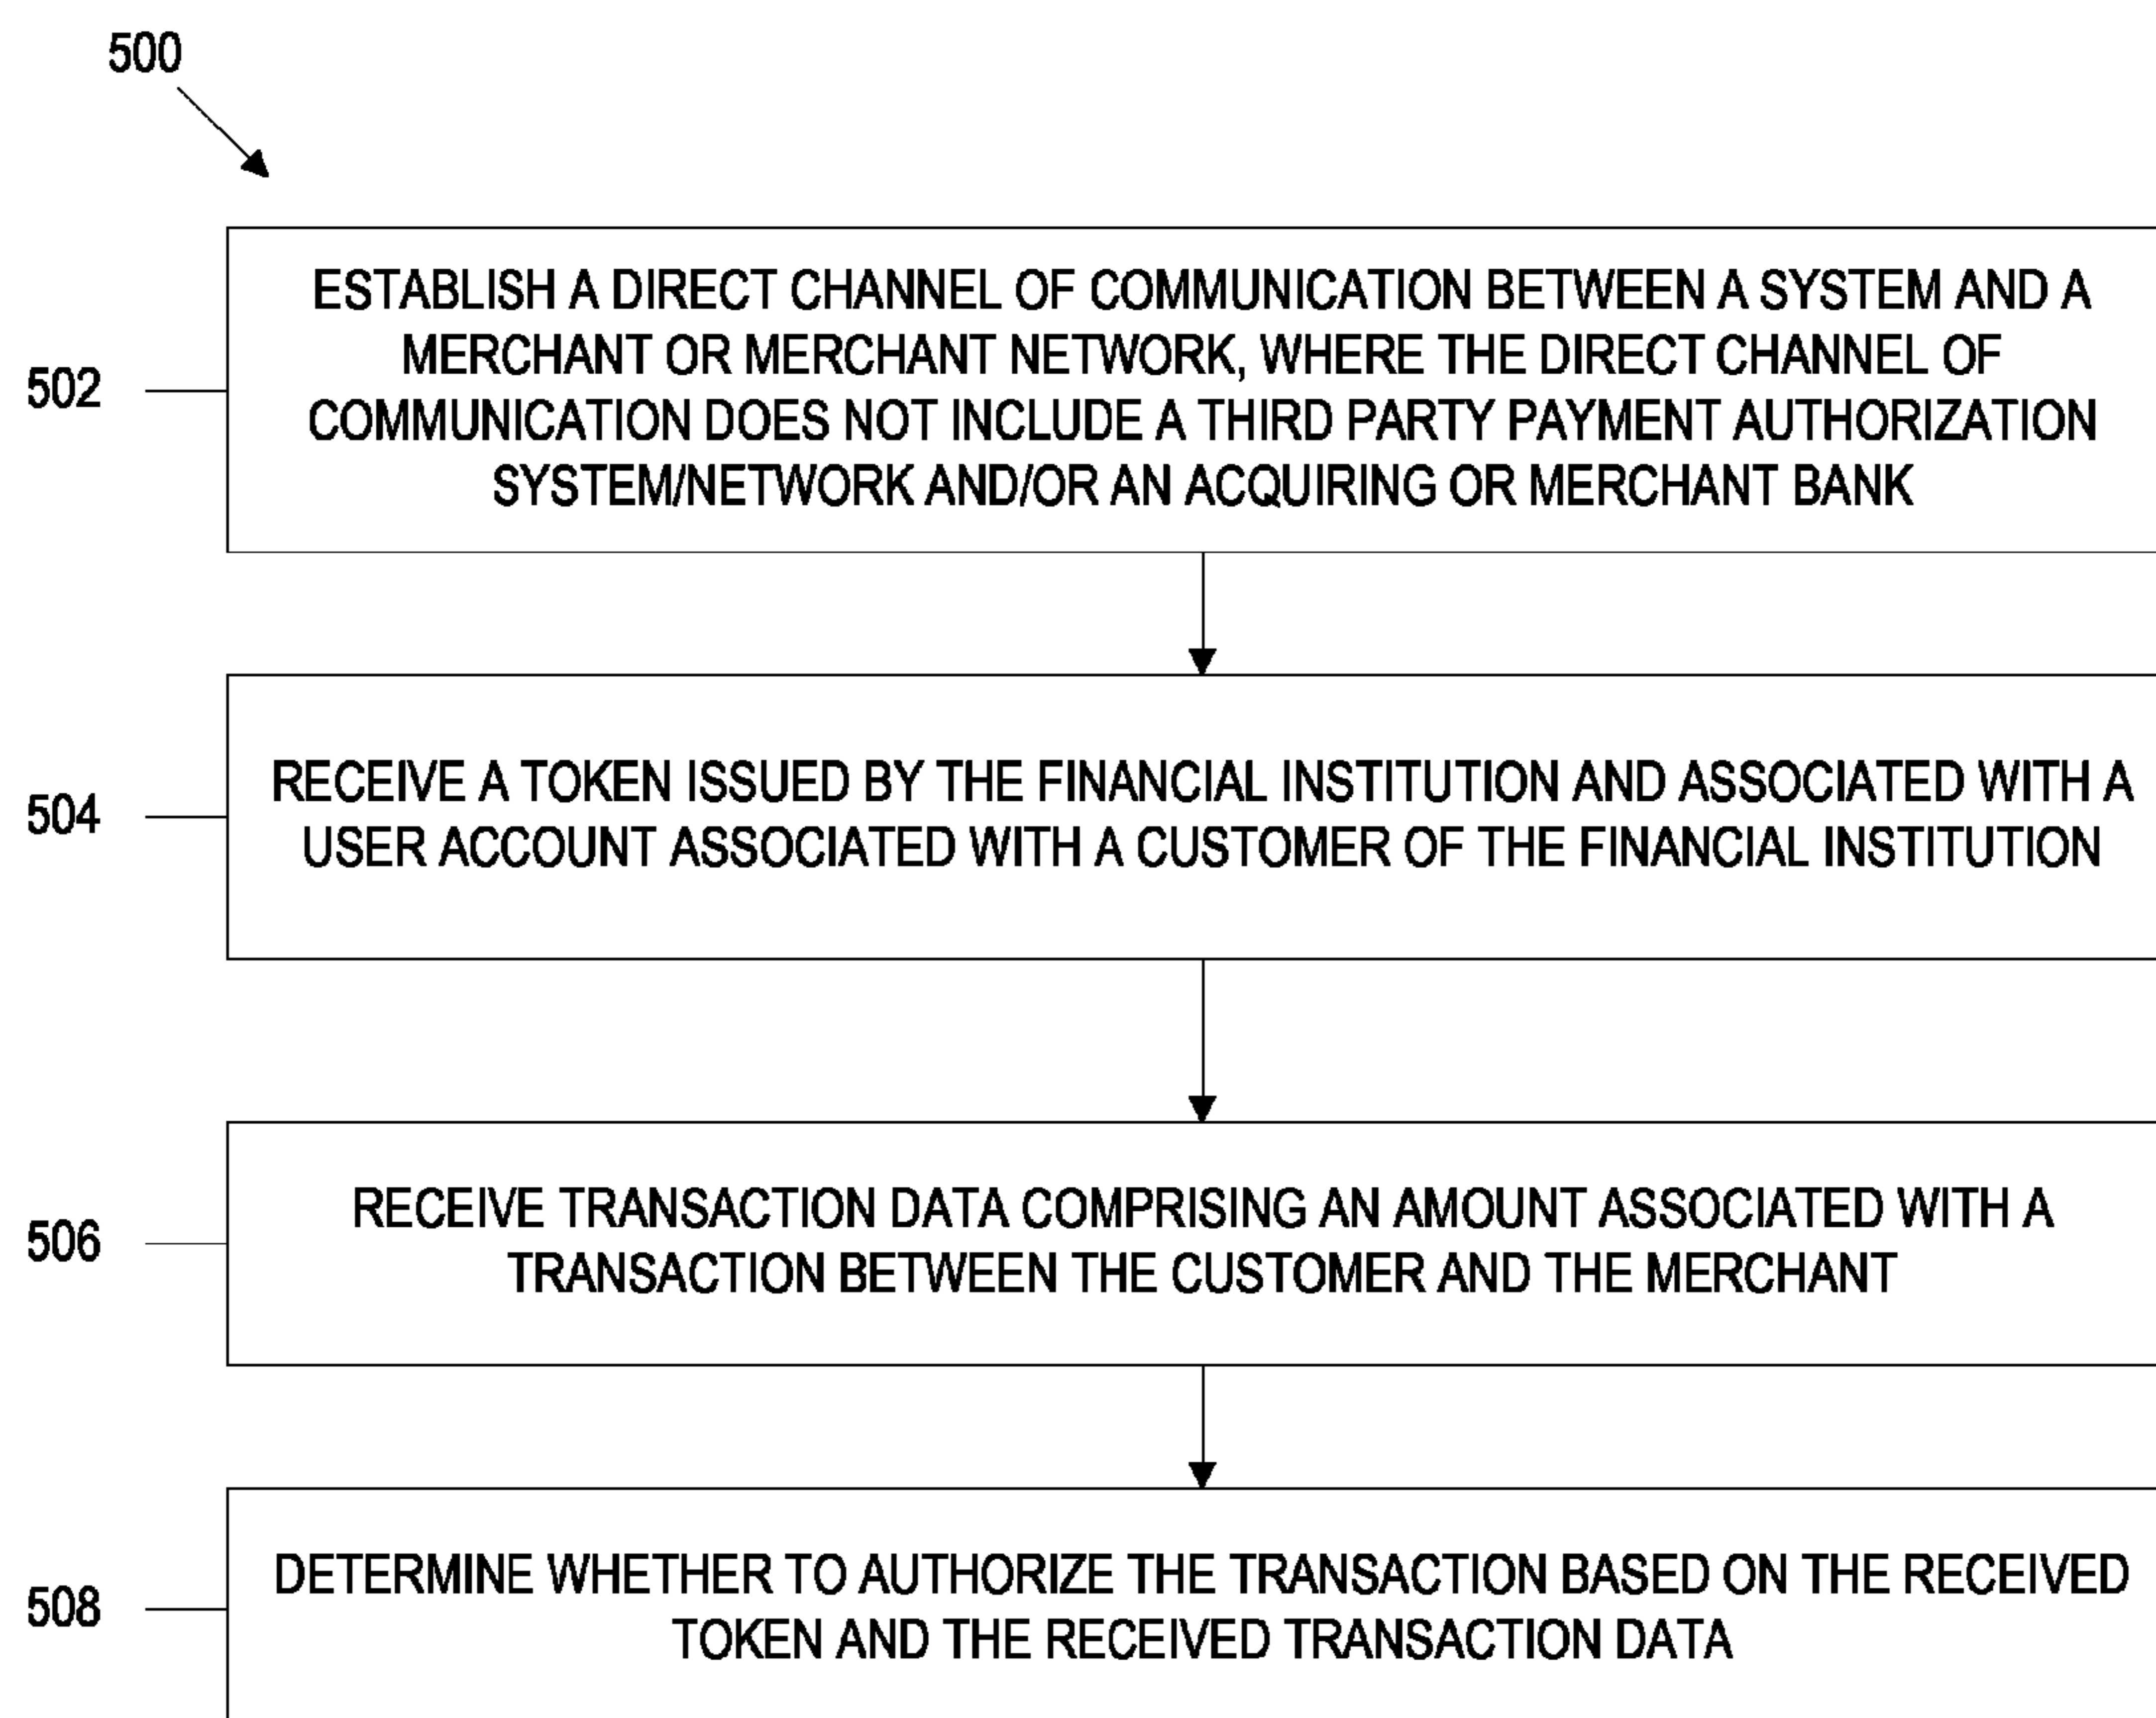 500
502
ESTABLISH A DIRECT CHANNEL OF COMMUNICATION BETWEEN A SYSTEM AND A
MERCHANT OR MERCHANT NETWORK, WHERE THE DIRECT CHANNEL OF
COMMUNICATION DOES NOT INCLUDE A THIRD PARTY PAYMENT AUTHORIZATION
SYSTEM/NETWORK AND/OR AN ACQUIRING OR MERCHANT BANK
504
RECEIVE A TOKEN ISSUED BY THE FINANCIAL INSTITUTION AND ASSOCIATED WITH A
USER ACCOUNT ASSOCIATED WITH A CUSTOMER OF THE FINANCIAL INSTITUTION
506
RECEIVE TRANSACTION DATA COMPRISING AN AMOUNT ASSOCIATED WITH A
TRANSACTION BETWEEN THE CUSTOMER AND THE MERCHANT
508
DETERMINE WHETHER TO AUTHORIZE THE TRANSACTION BASED ON THE RECEIVED
TOKEN AND THE RECEIVED TRANSACTION DATA